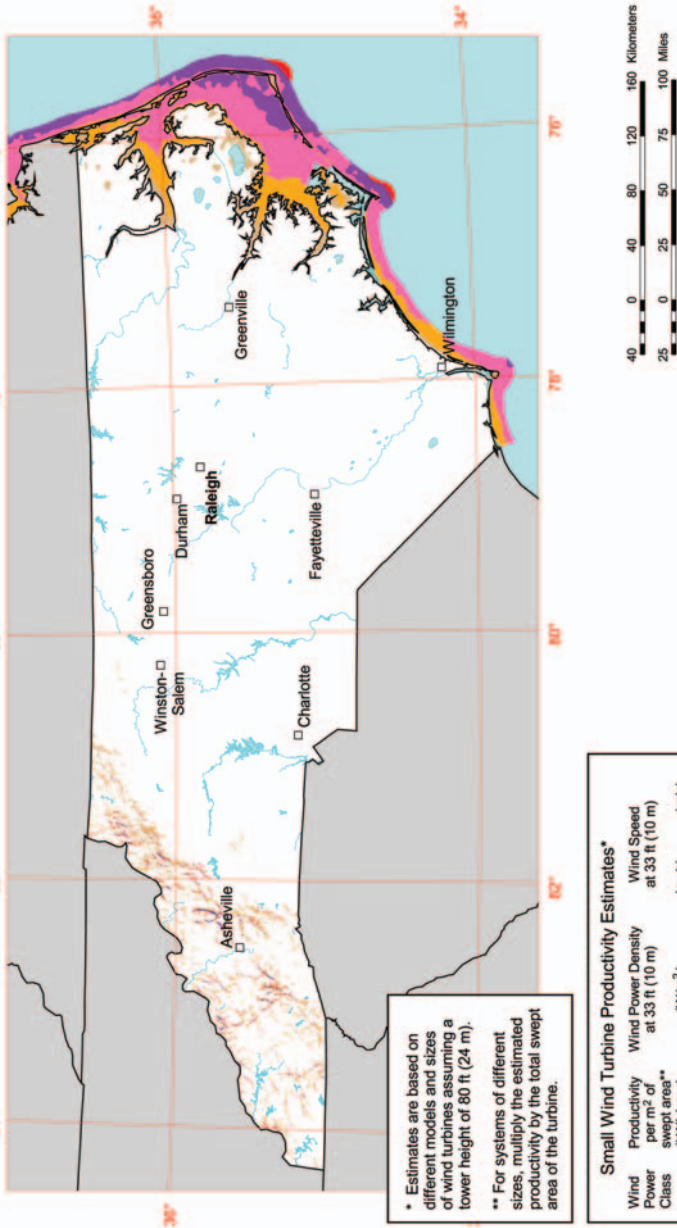 36°
34°
76°
78°
80°
82°
36°
Greenville
Wilmington
Raleigh
Durham
Fayetteville
Greensboro
Winston-
Salem
Charlotte
Asheville
40 0 40 80 120 160 Kilometers
25 0 25 50 75 100 Miles
* Estimates are based on
different models and sizes
of wind turbines assuming a
tower height of 80 ft (24 m).
** For systems of different
sizes, multiply the estimated
productivity by the total swept
area of the turbine.
Small Wind Turbine Productivity Estimates*
Wind Productivity Wind Power Density Wind Speed
Power per m2 of at 33 ft (10 m) at 33 ft (10 m)
Class swept area**